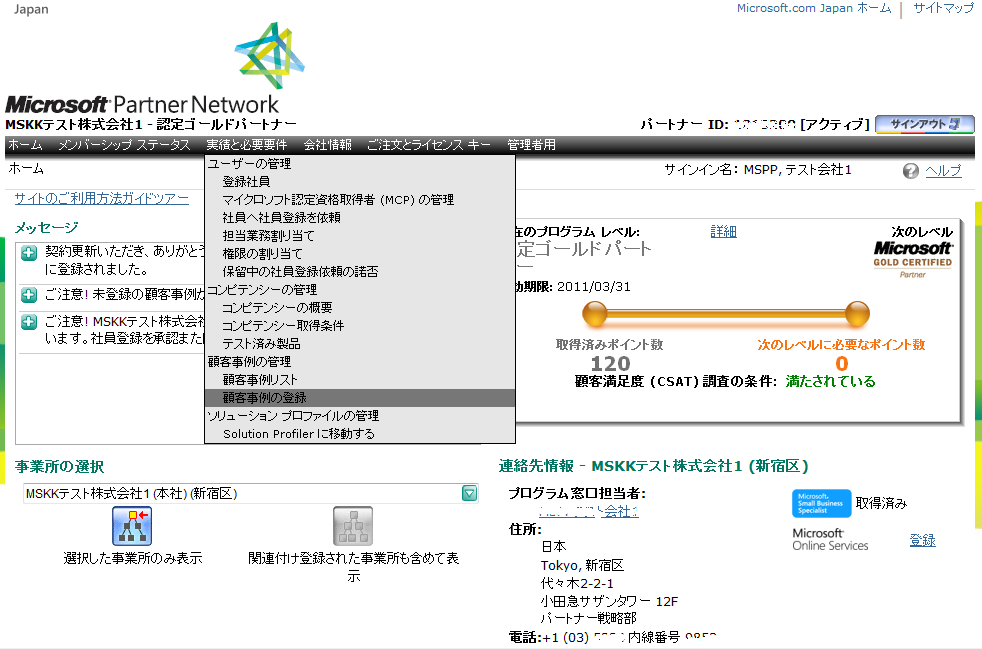 Japan
Microsoft.com Japan ホーム | サイトマップ
Microsoft Partner Network
MSKKテスト株式会社1 - 認定ゴールドパートナー
パートナー ID: [アクティブ] サインアウト
ホーム メンバーシップ ステータス 実績と必要要件 会社情報 ご注文とライセンス キー 管理者用
ホーム
サインイン名: MSPP, テスト会社1 ヘルプ
サイトのご利用方法ガイドツアー
ユーザーの管理
登録社員
マイクロソフト認定資格取得者 (MCP) の管理
社員へ社員登録を依頼
担当業務割り当て
権限の割り当て
保留中の社員登録依頼の諾否
コンピテンシーの管理
コンピテンシーの概要
コンピテンシー取得条件
テスト済み製品
顧客事例の管理
顧客事例リスト
顧客事例の登録
ソリューション プロファイルの管理
Solution Profiler に移動する
メッセージ
契約更新いただき、ありがとう
に登録されました。
ご注意! 未登録の顧客事例が
ご注意! MSKKテスト株式会社
います。社員登録を承認また
在のプログラム レベル: 詳細
定ゴールド パート
ー
効期限: 2011/03/31
次のレベル
Microsoft
GOLD CERTIFIED
Partner
取得済みポイント数
120
次のレベルに必要なポイント数
0
顧客満足度 (CSAT) 調査の条件: 満たされている
事業所の選択
MSKKテスト株式会社1 (本社) (新宿区)
選択した事業所のみ表示
関連付け登録された事業所も含めて表
示
連絡先情報 - MSKKテスト株式会社1 (新宿区)
プログラム窓口担当者:
会社1
住所:
日本
Tokyo, 新宿区
代々木2-2-1
小田急サザンタワー 12F
パートナー戦略部
電話:+1 (03) 内線番号
Microsoft
Small Business
Specialist
取得済み
Microsoft
Online Services
登録